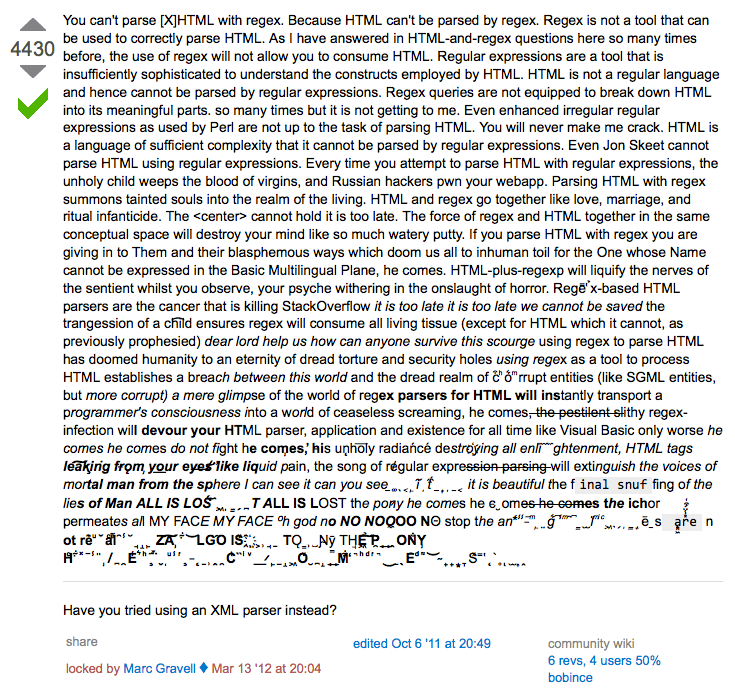 You can't parse [X]HTML with regex. Because HTML can't be parsed by regex. Regex is not a tool that can
4430
be used to correctly parse HTML. As I have answered in HTML-and-regex questions here so many times
before, the use of regex will not allow you to consume HTML. Regular expressions are a tool that is
insufficiently sophisticated to understand the constructs employed by HTML. HTML is not a regular language
and hence cannot be parsed by regular expressions. Regex queries are not equipped to break down HTML
into its meaningful parts. so many times but it is not getting to me. Even enhanced irregular regular
expressions as used by Perl are not up to the task of parsing HTML. You will never make me crack. HTML is
a language of sufficient complexity that it cannot be parsed by regular expressions. Even Jon Skeet cannot
parse HTML using regular expressions. Every time you attempt to parse HTML with regular expressions, the
unholy child weeps the blood of virgins, and Russian hackers pwn your webapp. Parsing HTML with regex
summons tainted souls into the realm of the living. HTML and regex go together like love, marriage, and
ritual infanticide. The <center> cannot hold it is too late. The force of regex and HTML together in the same
conceptual space will destroy your mind like so much watery putty. If you parse HTML with regex you are
giving in to Them and their blasphemous ways which doom us all to inhuman toil for the One whose Name
cannot be expressed in the Basic Multilingual Plane, he comes. HTML-plus-regexp will liquify the nerves of
the sentient whilst you observe, your psyche withering in the onslaught of horror. Regex-based HTML
parsers are the cancer that is killing StackOverflow it is too late it is too late we cannot be saved the
trangession of a child ensures regex will consume all living tissue (except for HTML which it cannot, as
previously prophesied) dear lord help us how can anyone survive this scourge using regex to parse HTML
has doomed humanity to an eternity of dread torture and security holes using regex as a tool to process
HTML establishes a breach between this world and the dread realm of corrupt entities (like SGML entities,
but more corrupt) a mere glimpse of the world of regex parsers for HTML will instantly transport a
programmer's consciousness into a world of ceaseless screaming, he comes, the pestilent slithy regex-
infection will devour your HTML parser, application and existence for all time like Visual Basic only worse he
comes he comes do not fight he comes, his unholy radiancé destroying all enlightenment, HTML tags
leaking from your eyes like liquid pain, the song of regular expression parsing will extinguish the voices of
mortal man from the sphere I can see it can you see it is beautiful the final snuffing of the
lies of Man ALL IS LOST ALL IS LOST the pony he comes he comes he comes the ichor
permeates all MY FACE MY FACE ᵒh god no NO NOOOO NΘ stop the are n
ot ZALGO IS TO NY THE PONY
HE COMES
Have you tried using an XML parser instead?
share
edited Oct 6 '11 at 20:49
community wiki
6 revs, 4 users 50%
bobince
locked by Marc Gravell ♦ Mar 13 '12 at 20:04